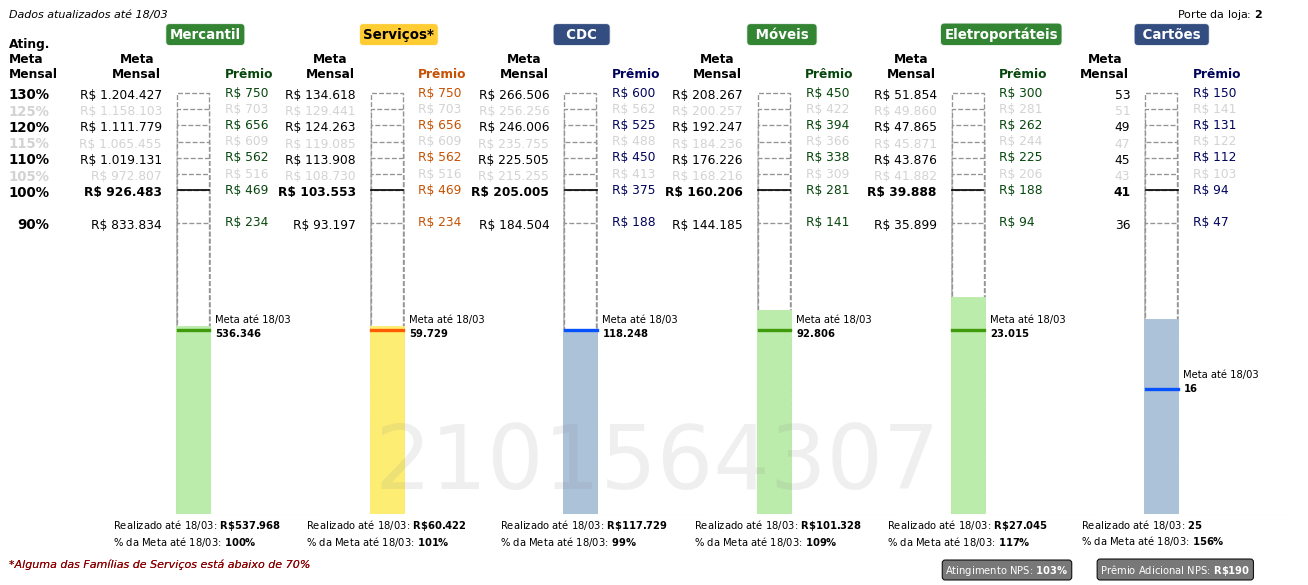 Dados atualizados até 18/03
Porte da loja: 2
Mercantil Serviços* CDC Móveis Eletroportáteis Cartões
Ating. Meta Mensal
Meta Mensal Prêmio Meta Mensal Prêmio Meta Mensal Prêmio Meta Mensal Prêmio Meta Mensal Prêmio Meta Mensal Prêmio
130% R$ 1.204.427 R$ 750 R$ 134.618 R$ 750 R$ 266.506 R$ 600 R$ 208.267 R$ 450 R$ 51.854 R$ 300 53 R$ 150
125% R$ 1.158.103 R$ 703 R$ 129.441 R$ 703 R$ 256.256 R$ 562 R$ 200.257 R$ 422 R$ 49.860 R$ 281 51 R$ 141
120% R$ 1.111.779 R$ 656 R$ 124.263 R$ 656 R$ 246.006 R$ 525 R$ 192.247 R$ 394 R$ 47.865 R$ 262 49 R$ 131
115% R$ 1.065.455 R$ 609 R$ 119.085 R$ 609 R$ 235.755 R$ 488 R$ 184.236 R$ 366 R$ 45.871 R$ 244 47 R$ 122
110% R$ 1.019.131 R$ 562 R$ 113.908 R$ 562 R$ 225.505 R$ 450 R$ 176.226 R$ 338 R$ 43.876 R$ 225 45 R$ 112
105% R$ 972.807 R$ 516 R$ 108.730 R$ 516 R$ 215.255 R$ 413 R$ 168.216 R$ 309 R$ 41.882 R$ 206 43 R$ 103
100% R$ 926.483 R$ 469 R$ 103.553 R$ 469 R$ 205.005 R$ 375 R$ 160.206 R$ 281 R$ 39.888 R$ 188 41 R$ 94
90% R$ 833.834 R$ 234 R$ 93.197 R$ 234 R$ 184.504 R$ 188 R$ 144.185 R$ 141 R$ 35.899 R$ 94 36 R$ 47
Meta até 18/03 Meta até 18/03 Meta até 18/03 Meta até 18/03 Meta até 18/03
536.346 59.729 118.248 92.806 23.015
Meta até 18/03
16
2101564307
Realizado até 18/03: R$537.968 Realizado até 18/03: R$60.422 Realizado até 18/03: R$117.729 Realizado até 18/03: R$101.328 Realizado até 18/03: R$27.045 Realizado até 18/03: 25
% da Meta até 18/03: 100% % da Meta até 18/03: 101% % da Meta até 18/03: 99% % da Meta até 18/03: 109% % da Meta até 18/03: 117% % da Meta até 18/03: 156%
*Alguma das Famílias de Serviços está abaixo de 70%
Atingimento NPS: 103% Prêmio Adicional NPS: R$190